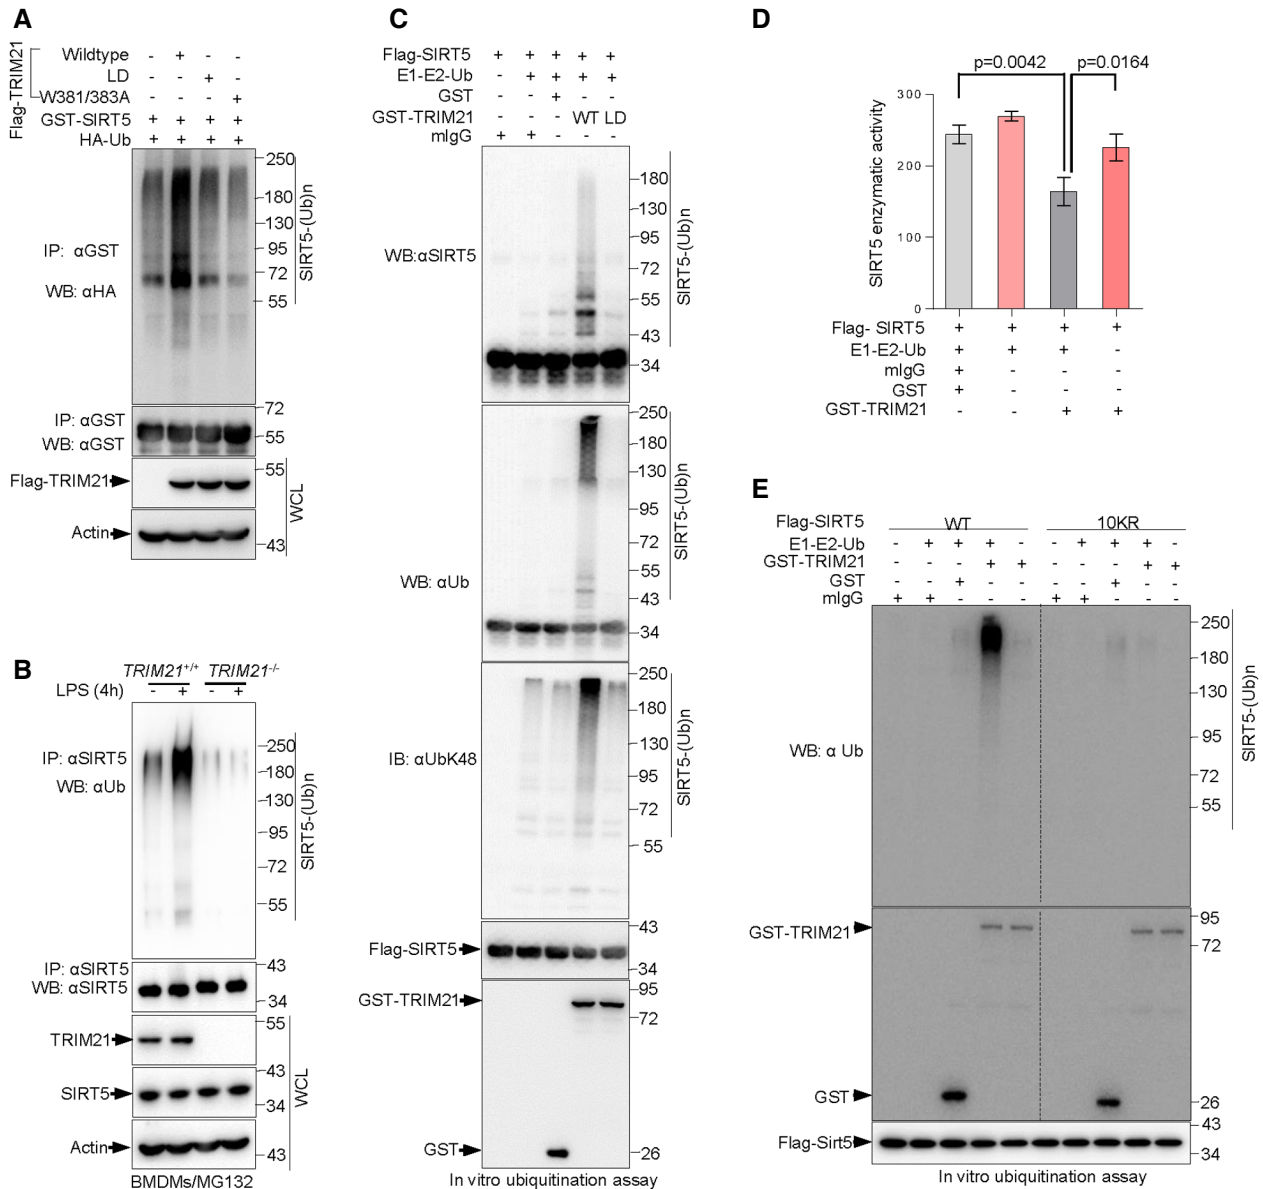 A
Flag-TRIM21
Wildtype - + - -
LD - - + -
W381/383A - - - +
GST-SIRT5 + + + +
HA-Ub + + + +
IP: αGST
WB: αHA
250
180
130
95
72
55
SIRT5-(Ub)n
IP: αGST
WB: αGST
72
55
Flag-TRIM21
55
Actin
43
WCL
B
TRIM21+/+ TRIM21-/-
LPS (4h) - + - +
IP: αSIRT5
WB: αUb
250
180
130
95
72
55
SIRT5-(Ub)n
IP: αSIRT5
WB: αSIRT5
43
34
TRIM21
55
SIRT5
43
34
Actin
43
WCL
BMDMs/MG132
C
Flag-SIRT5 + + + + +
E1-E2-Ub - + + + +
GST - - + - -
GST-TRIM21 - - - WT LD
mIgG + + - - -
WB:αSIRT5
180
130
95
72
55
43
34
SIRT5-(Ub)n
WB: αUb
250
180
130
95
72
55
43
34
SIRT5-(Ub)n
IB: αUbK48
250
180
130
95
72
55
SIRT5-(Ub)n
Flag-SIRT5
43
34
GST-TRIM21
95
72
GST
26
In vitro ubiquitination assay
D
p=0.0042 p=0.0164
SIRT5 enzymatic activity
300
200
100
0
Flag- SIRT5 + + + +
E1-E2-Ub + + + -
mIgG + - - -
GST + - - -
GST-TRIM21 - - + +
E
Flag-SIRT5 WT 10KR
E1-E2-Ub - + + + - - + + + -
GST-TRIM21 - - - + + - - - + +
GST - - + - - - - + - -
mIgG + + - - - + + - - -
WB: α Ub
250
180
130
95
72
55
SIRT5-(Ub)n
GST-TRIM21
95
72
GST
26
Flag-Sirt5
43
34
In vitro ubiquitination assay